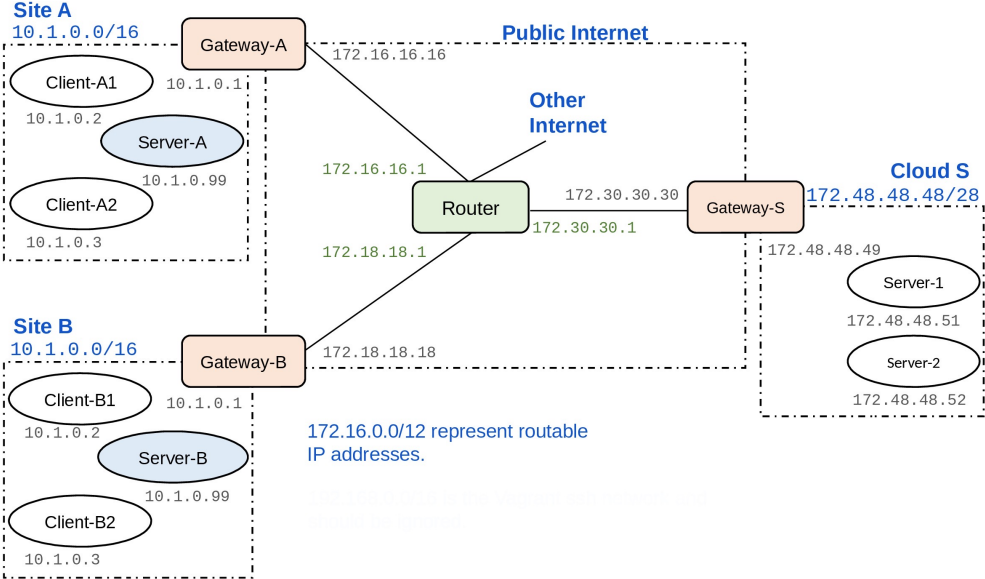 Site A
10.1.0.0/16
Gateway-A
Public Internet
172.16.16.16
Client-A1
10.1.0.1
10.1.0.2
Server-A
10.1.0.99
Client-A2
10.1.0.3
Other
Internet
172.16.16.1
Router
172.30.30.30
172.30.30.1
Gateway-S
Cloud S
172.48.48.48/28
172.48.48.49
Server-1
172.48.48.51
Server-2
172.48.48.52
172.18.18.1
Site B
10.1.0.0/16
Gateway-B
172.18.18.18
Client-B1
10.1.0.1
10.1.0.2
Server-B
10.1.0.99
Client-B2
10.1.0.3
172.16.0.0/12 represent routable
IP addresses.